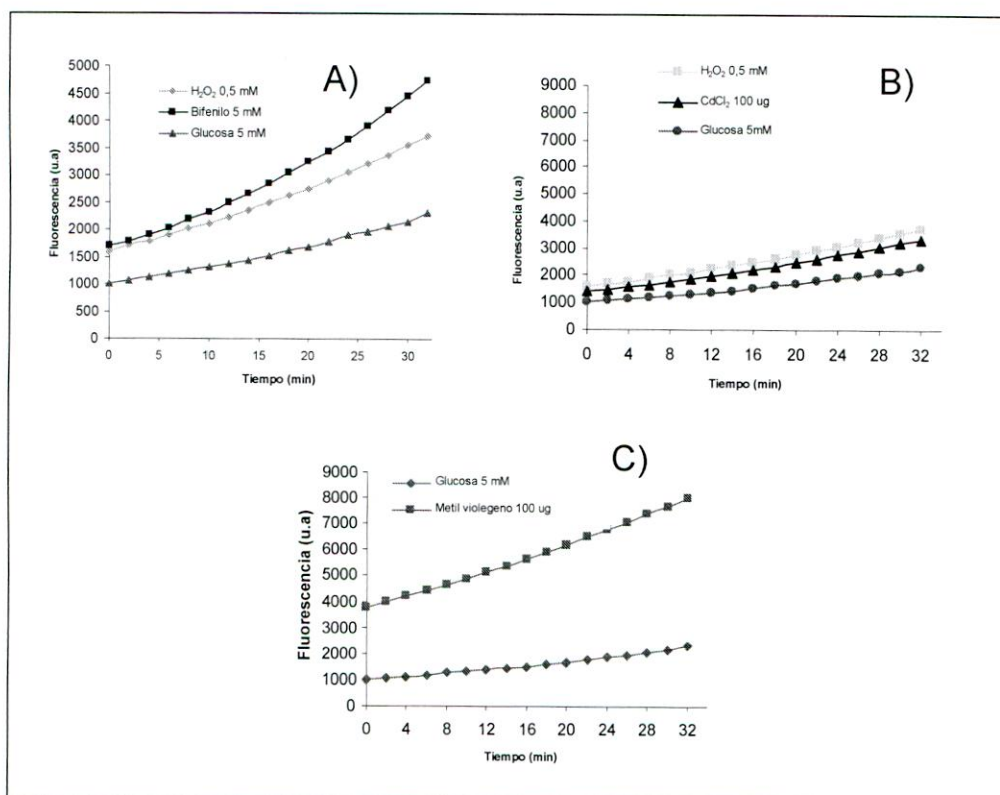 A)
5000
4500
4000
3500
3000
2500
2000
1500
1000
500
0
Fluorescencia (u.a)
H₂O₂ 0,5 mM
Bifenilo 5 mM
Glucosa 5 mM
0 5 10 15 20 25 30
Tiempo (min)
B)
9000
8000
7000
6000
5000
4000
3000
2000
1000
0
Fluorescencia (u.a)
H₂O₂ 0,5 mM
CdCl₂ 100 ug
Glucosa 5mM
0 4 8 12 16 20 24 28 32
Tiempo (min)
C)
9000
8000
7000
6000
5000
4000
3000
2000
1000
0
Fluorescencia (u.a)
Glucosa 5 mM
Metil violegeno 100 ug
0 4 8 12 16 20 24 28 32
Tiempo (min)